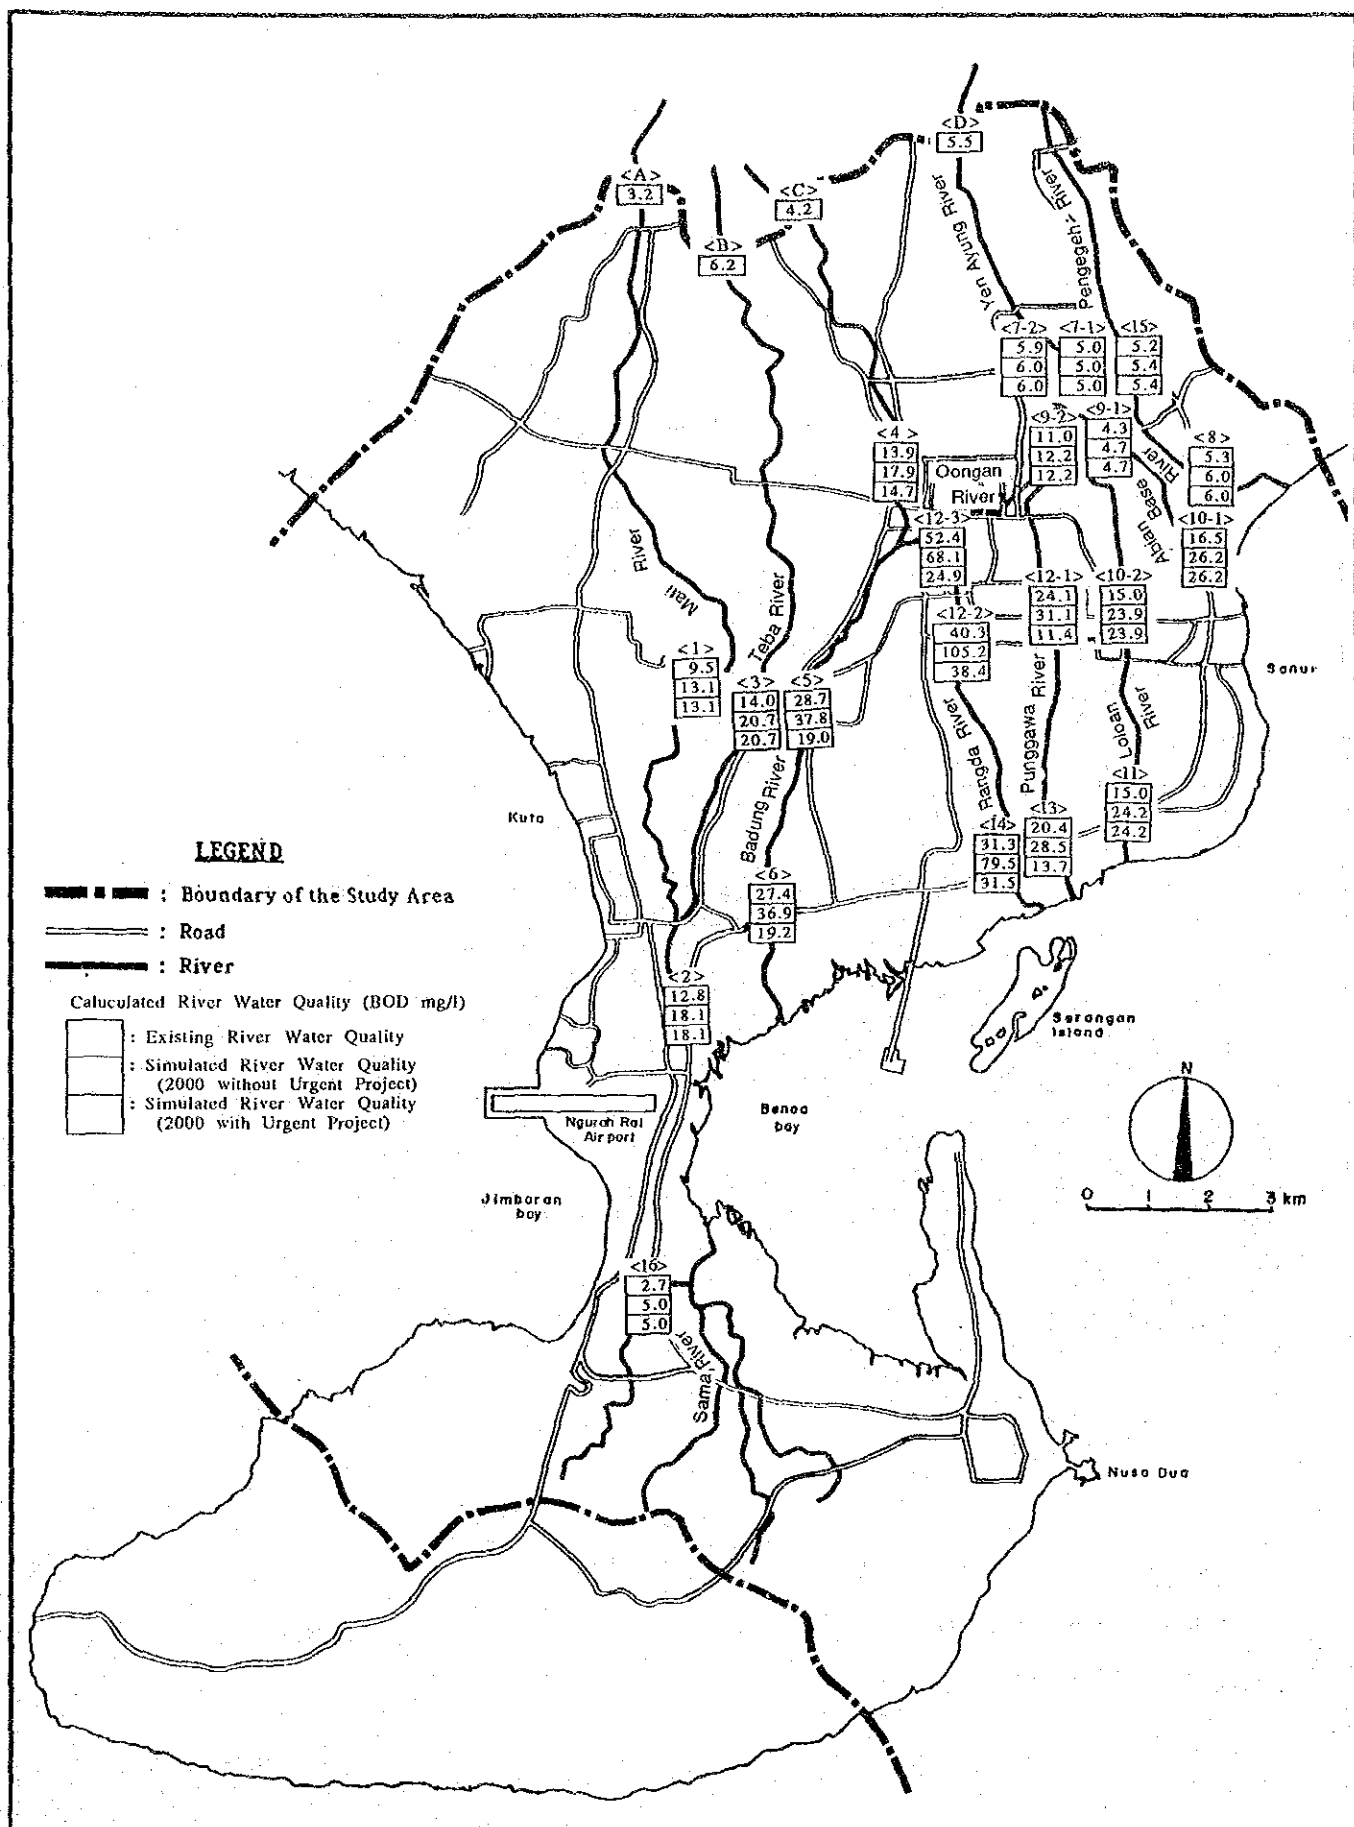 <D>
5.5
<A>
3.2
<C>
4.2
<B>
6.2
Yen Ayung River
Pengegeh River
<7-2>
5.9
6.0
6.0
<7-1>
5.0
5.0
5.0
<15>
5.2
5.4
5.4
<4>
13.9
17.9
14.7
<9-2>
11.0
12.2
12.2
<9-1>
4.3
4.7
4.7
<8>
5.3
6.0
6.0
Oongan
River
Abian Base
River
<12-3>
52.4
68.1
24.9
<10-1>
16.5
26.2
26.2
Mati
River
Teba River
<12-1>
24.1
31.1
11.4
<10-2>
15.0
23.9
23.9
<12-2>
40.3
105.2
38.4
<1>
9.5
13.1
13.1
<3>
14.0
20.7
20.7
<5>
28.7
37.8
19.0
Sanur
Rangda River
Punggawa River
Loloan
River
Badung River
<11>
15.0
24.2
24.2
Kuta
<14>
31.3
79.5
31.5
<13>
20.4
28.5
13.7
<6>
27.4
36.9
19.2
<2>
12.8
18.1
18.1
LEGEND
: Boundary of the Study Area
: Road
: River
Caluculated River Water Quality (BOD mg/l)
: Existing River Water Quality
: Simulated River Water Quality
(2000 without Urgent Project)
: Simulated River Water Quality
(2000 with Urgent Project)
Serangan
Island
Ngurah Rai
Airport
Benoa
bay
N
0 1 2 3 km
Jimbaran
bay
<16>
2.7
5.0
5.0
Sama River
Nusa Dua